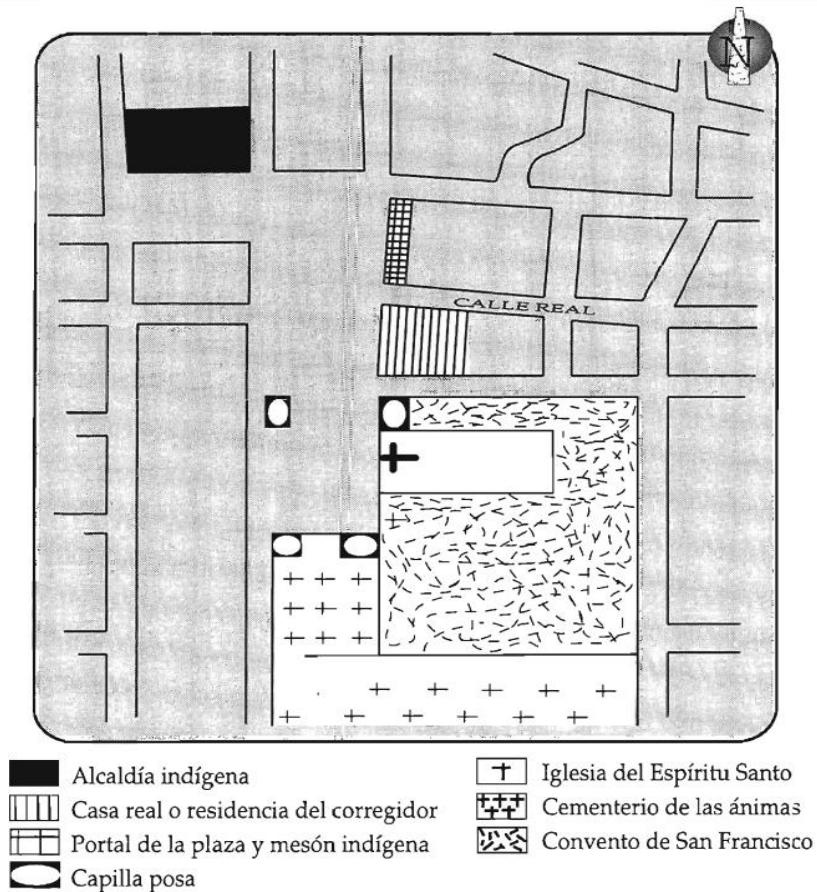 N
CALLE REAL
Alcaldía indígena
Casa real o residencia del corregidor
Portal de la plaza y mesón indígena
Capilla posa
Iglesia del Espíritu Santo
Cementerio de las ánimas
Convento de San Francisco